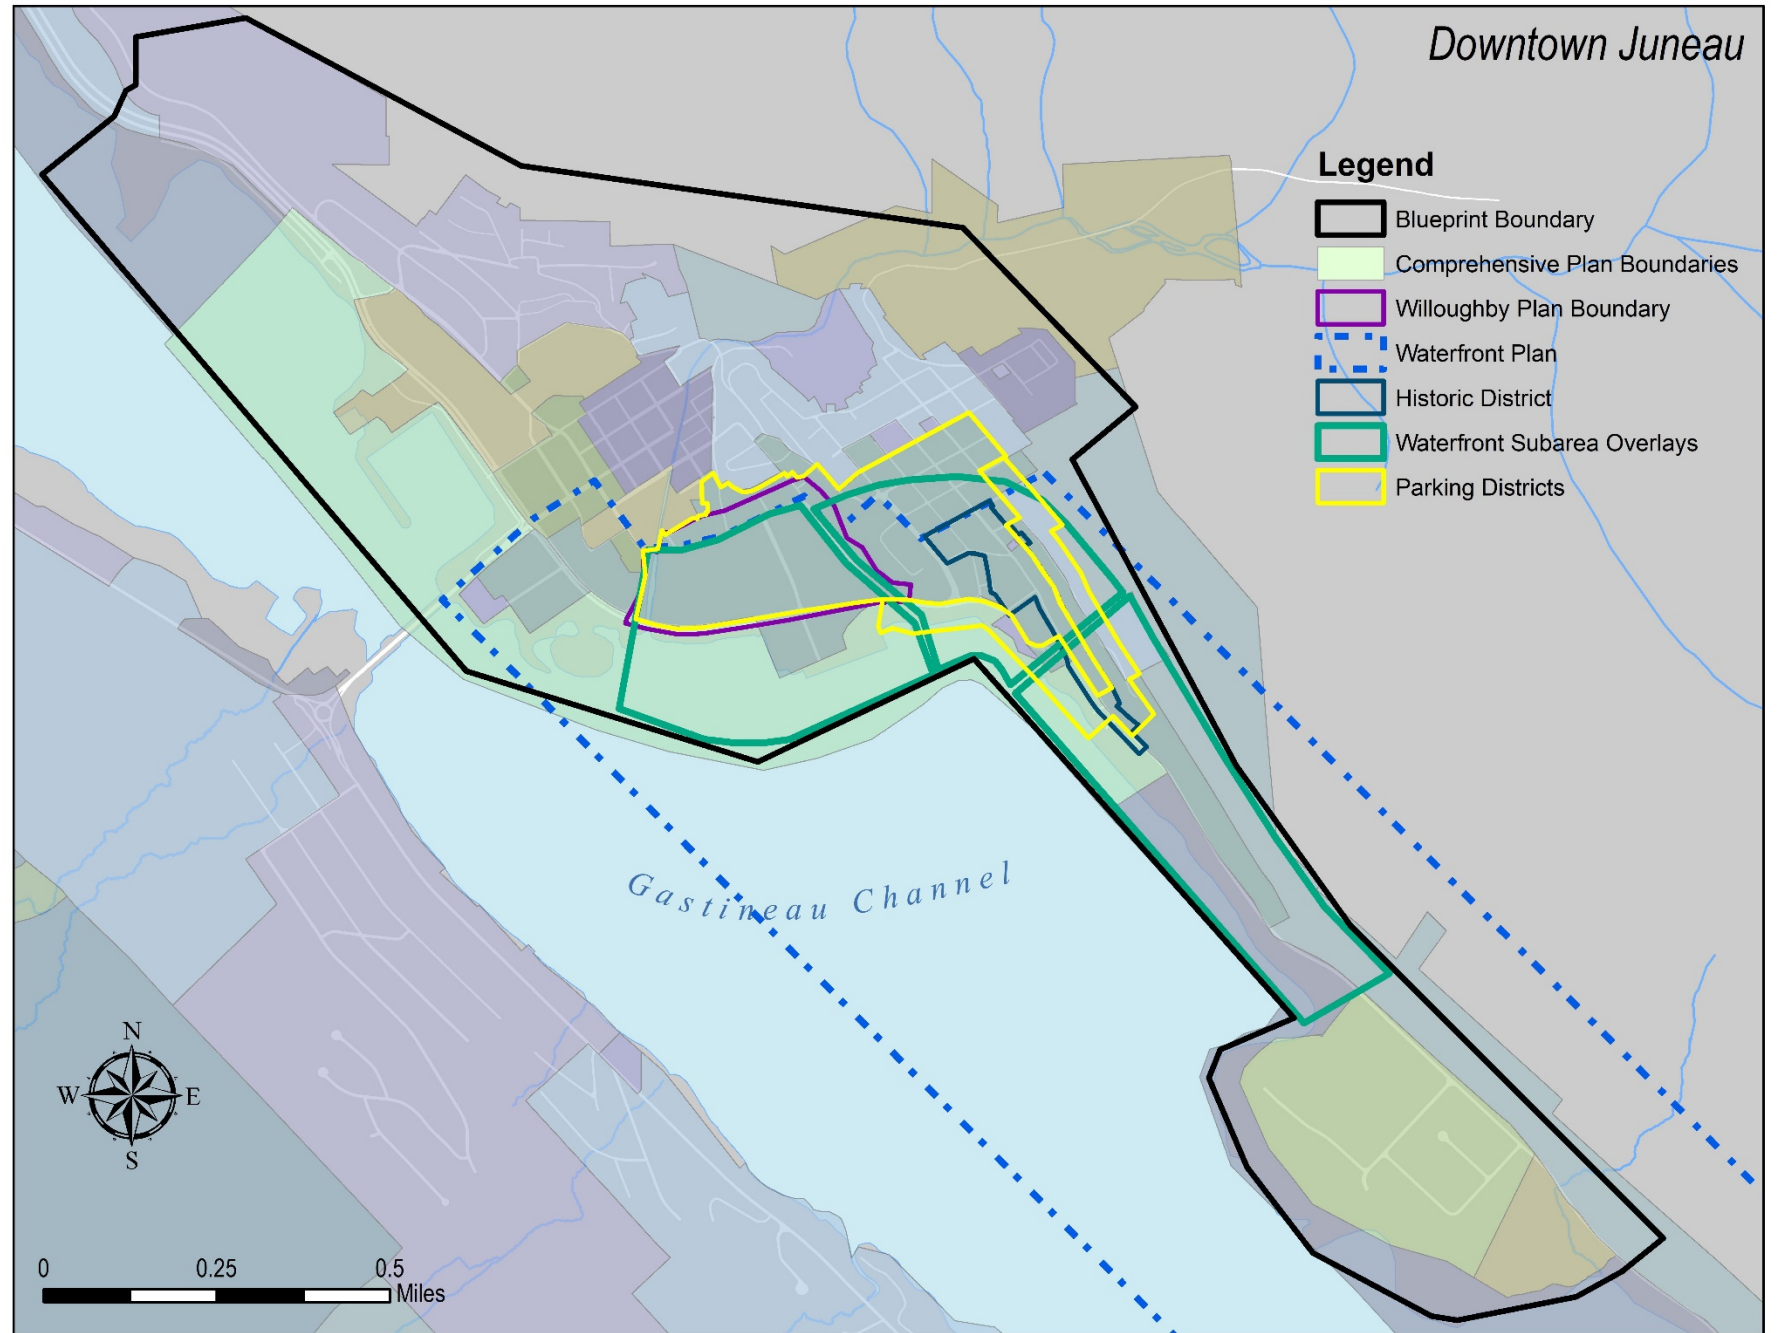 Downtown Juneau
Legend
Blueprint Boundary
Comprehensive Plan Boundaries
Willoughby Plan Boundary
Waterfront Plan
Historic District
Waterfront Subarea Overlays
Parking Districts
Gastineau Channel
N
W E
S
0 0.25 0.5
Miles